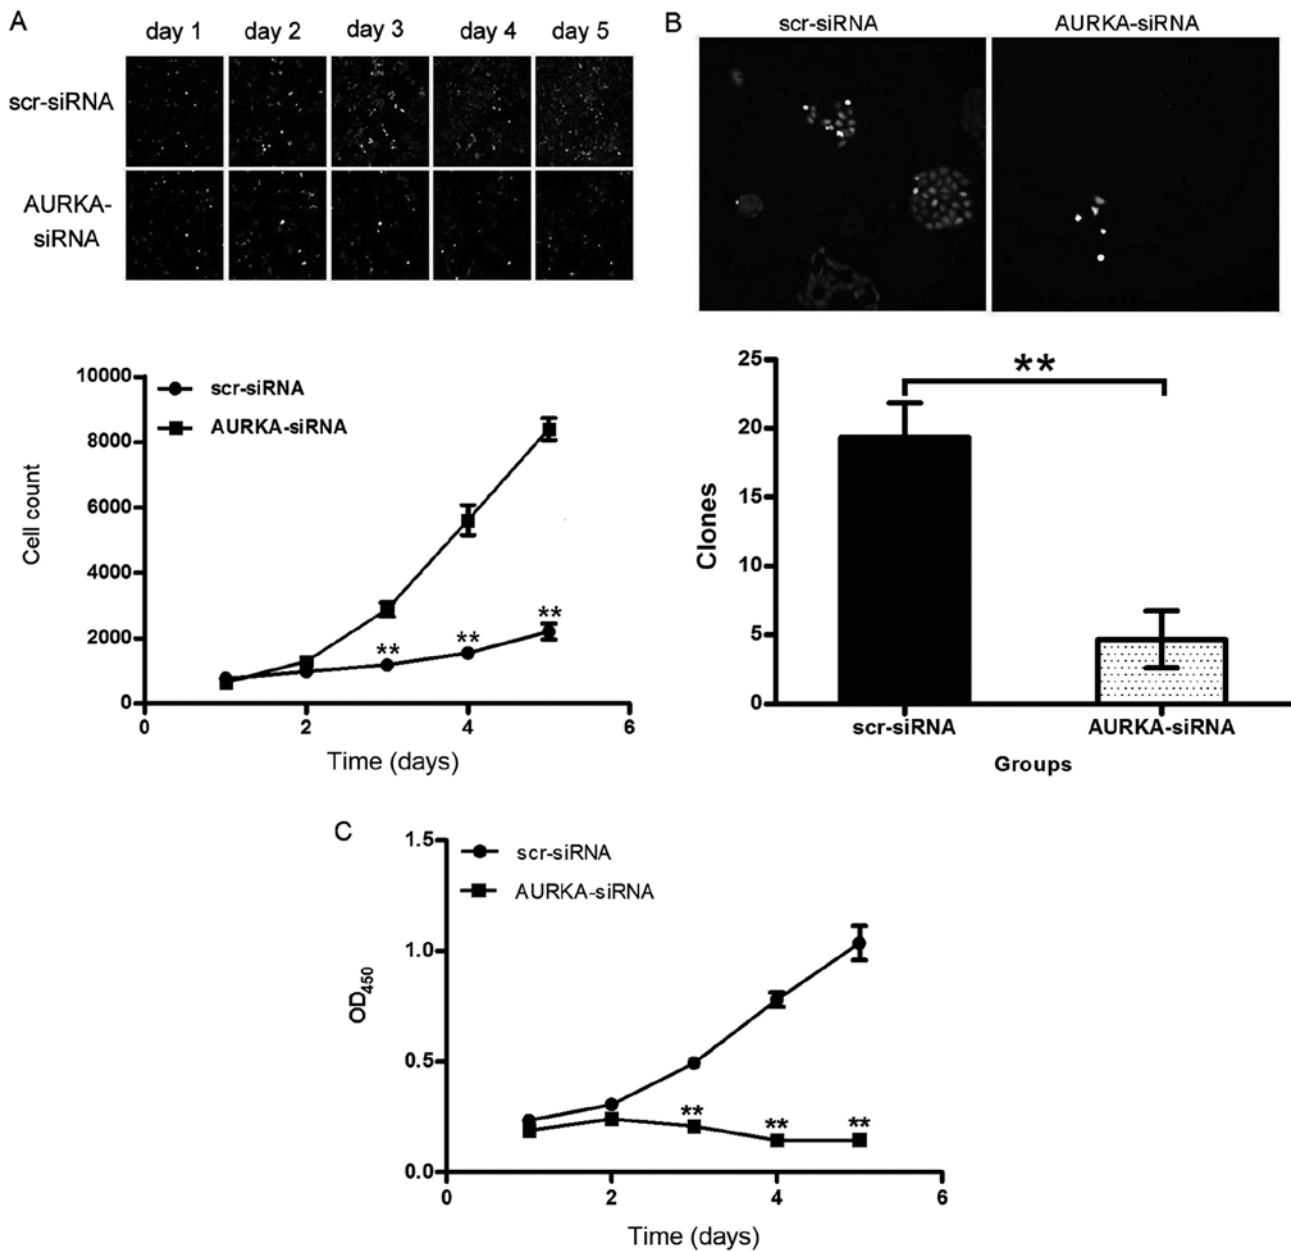 A
day 1 day 2 day 3 day 4 day 5
scr-siRNA
AURKA-
siRNA
10000
8000
6000
4000
2000
0
Cell count
scr-siRNA
AURKA-siRNA
**
**
**
0 2 4 6
Time (days)
B
scr-siRNA AURKA-siRNA
25
20
15
10
5
0
Clones
**
scr-siRNA AURKA-siRNA
Groups
C
1.5
1.0
0.5
0.0
OD450
scr-siRNA
AURKA-siRNA
**
**
**
0 2 4 6
Time (days)